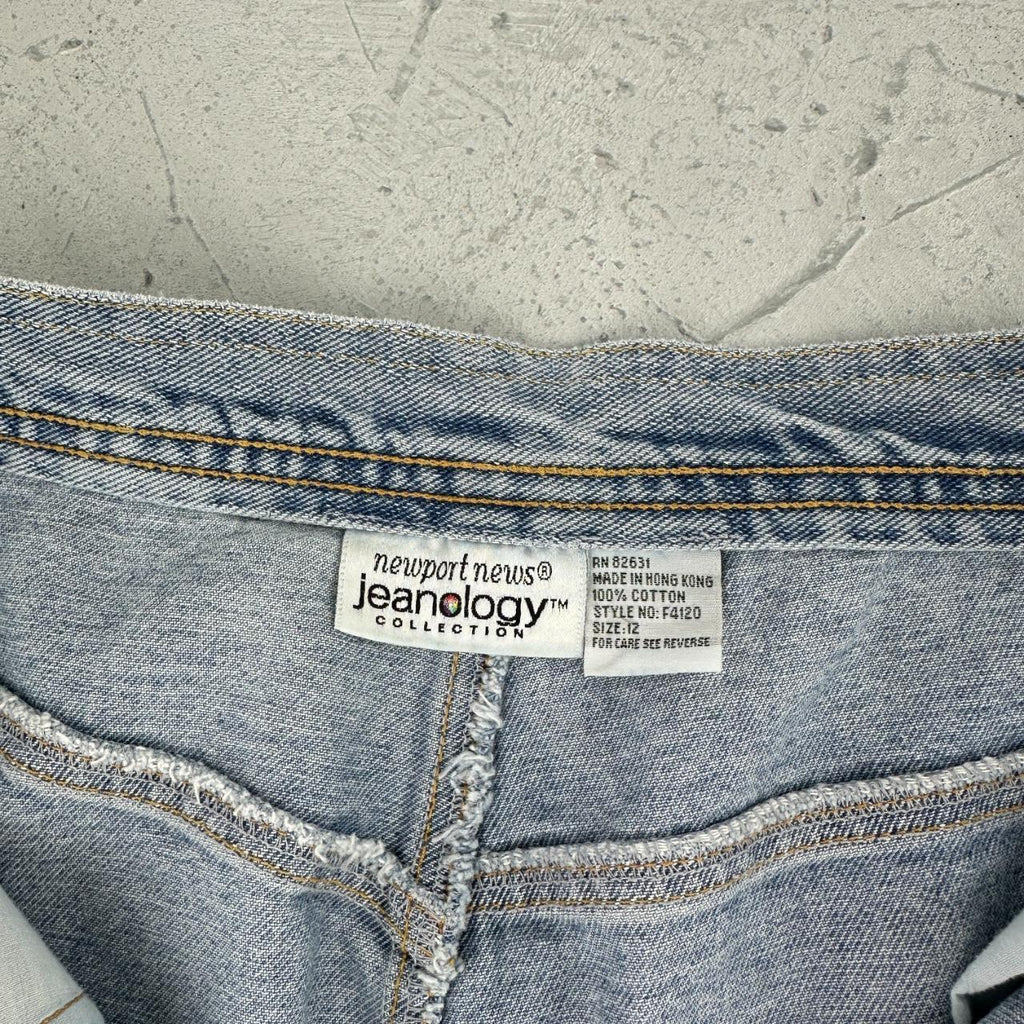 newport news®
jeanology™
COLLECTION
RN 82631
MADE IN HONG KONG
100% COTTON
STYLE NO: F4120
SIZE: 12
FOR CARE SEE REVERSE